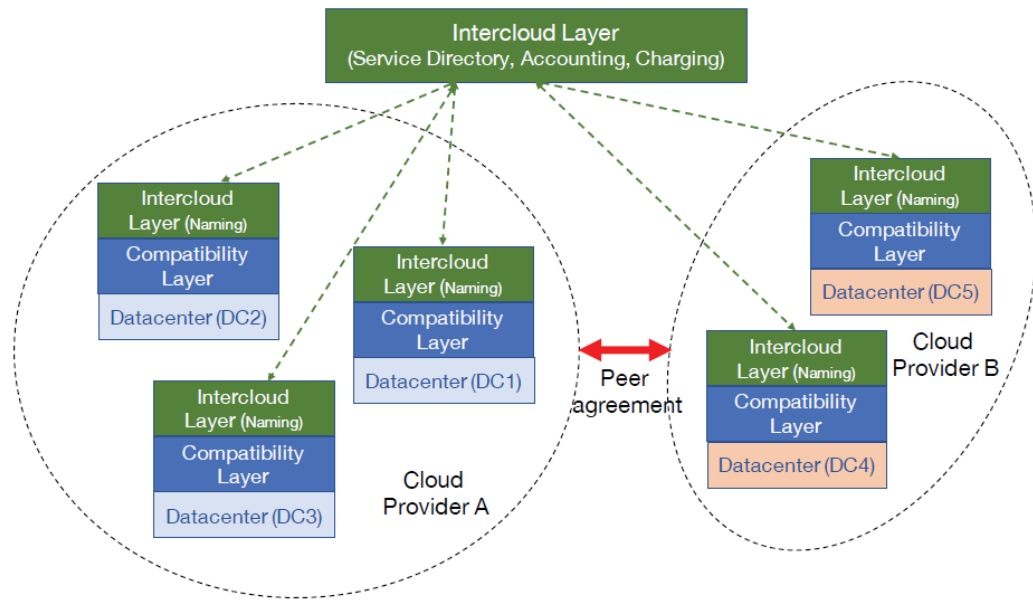 Intercloud Layer
(Service Directory, Accounting, Charging)
Intercloud
Layer (Naming)
Compatibility
Layer
Datacenter (DC2)
Intercloud
Layer (Naming)
Compatibility
Layer
Datacenter (DC1)
Intercloud
Layer (Naming)
Compatibility
Layer
Datacenter (DC3)
Cloud
Provider A
Peer
agreement
Intercloud
Layer (Naming)
Compatibility
Layer
Datacenter (DC5)
Cloud
Provider B
Intercloud
Layer (Naming)
Compatibility
Layer
Datacenter (DC4)